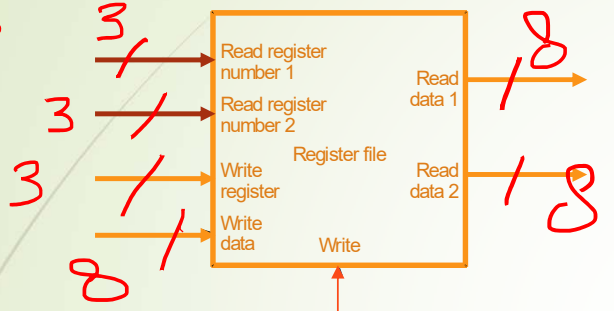 3
Read register
number 1
8
Read
data 1
3
Read register
number 2
Register file
3
Write
register
Read
data 2
8
Write
data
8
Write